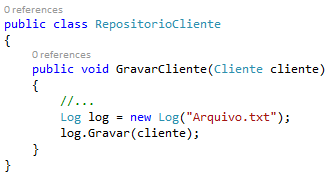 0 references
public class RepositorioCliente
{
0 references
public void GravarCliente(Cliente cliente)
{
//...
Log log = new Log("Arquivo.txt");
log.Gravar(cliente);
}
}